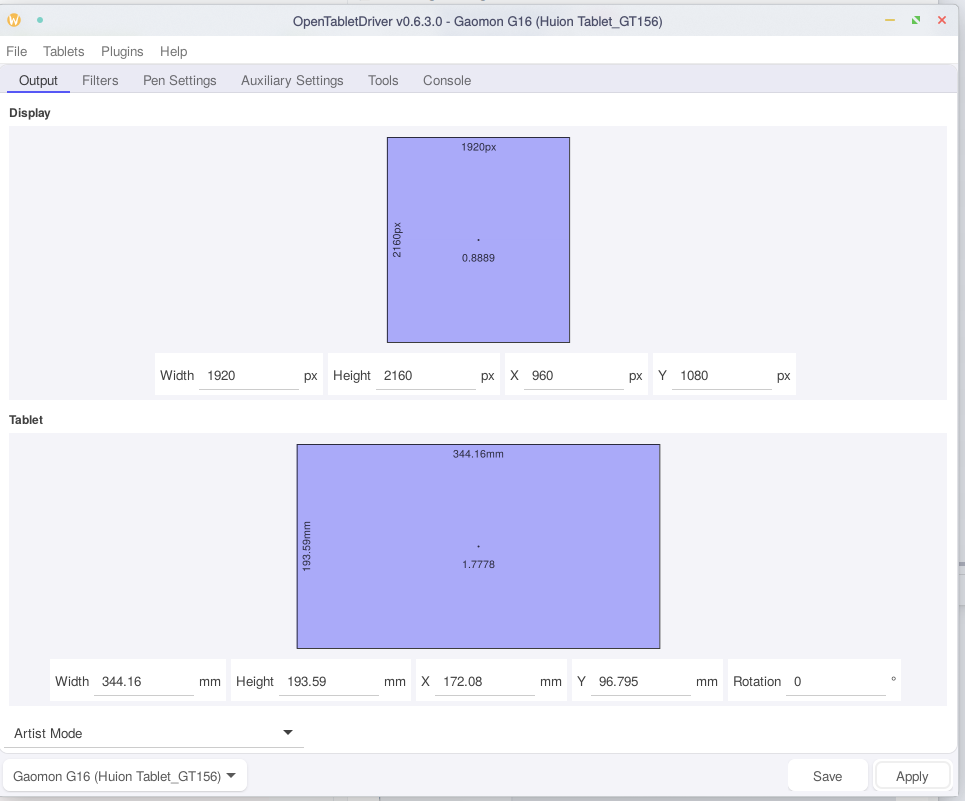 OpenTabletDriver v0.6.3.0 - Gaomon G16 (Huion Tablet_GT156)
File Tablets Plugins Help
Output Filters Pen Settings Auxiliary Settings Tools Console
Display
1920px
2160px
0.8889
Width 1920 px Height 2160 px X 960 px Y 1080 px
Tablet
344.16mm
193.59mm
1.7778
Width 344.16 mm Height 193.59 mm X 172.08 mm Y 96.795 mm Rotation 0 °
Artist Mode
Gaomon G16 (Huion Tablet_GT156) Save Apply